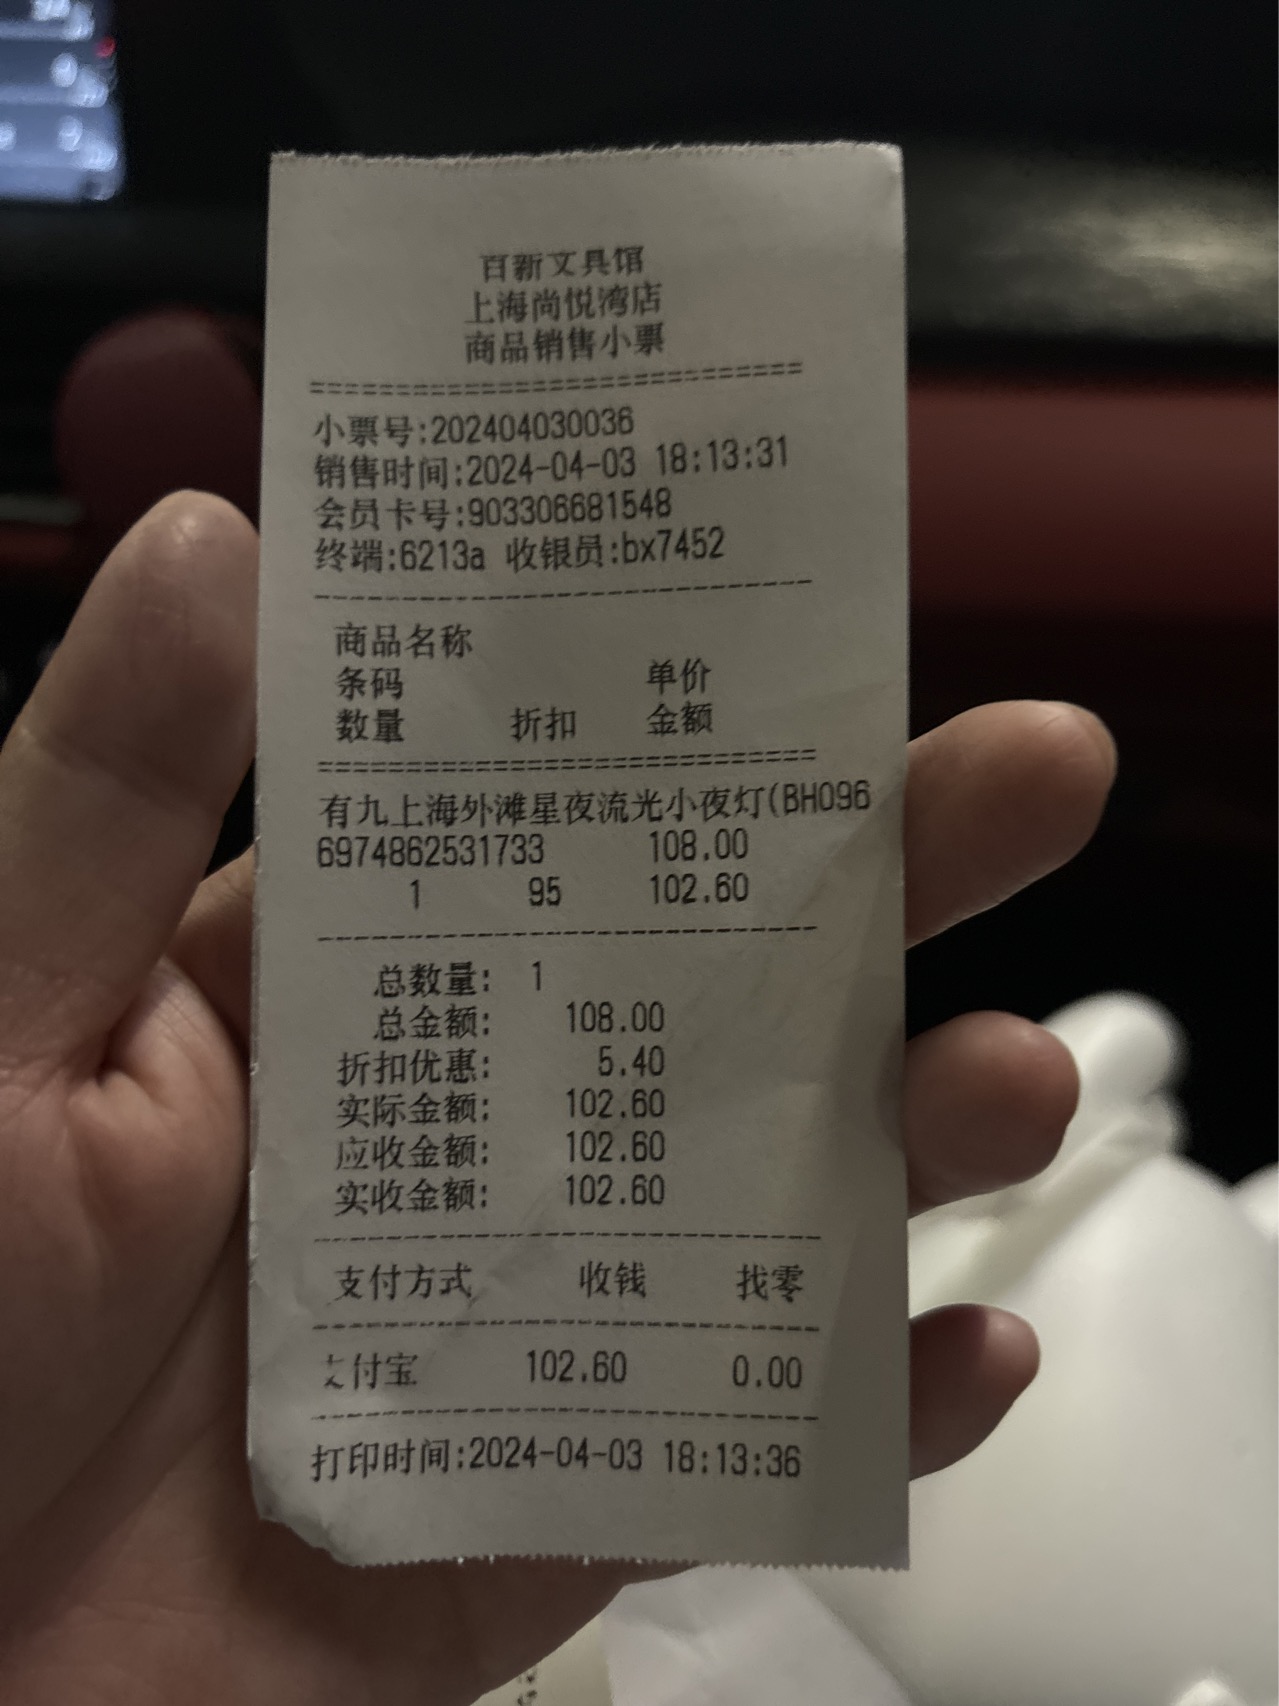 百新文具馆
上海尚悦湾店
商品销售小票
============================
小票号:202404030036
销售时间:2024-04-03 18:13:31
会员卡号:903306681548
终端:6213a 收银员:bx7452
----------------------------
商品名称
条码 单价
数量 折扣 金额
============================
有九上海外滩星夜流光小夜灯(BH096
6974862531733 108.00
1 95 102.60
----------------------------
总数量: 1
总金额: 108.00
折扣优惠: 5.40
实际金额: 102.60
应收金额: 102.60
实收金额: 102.60
----------------------------
支付方式 收钱 找零
----------------------------
支付宝 102.60 0.00
----------------------------
打印时间:2024-04-03 18:13:36